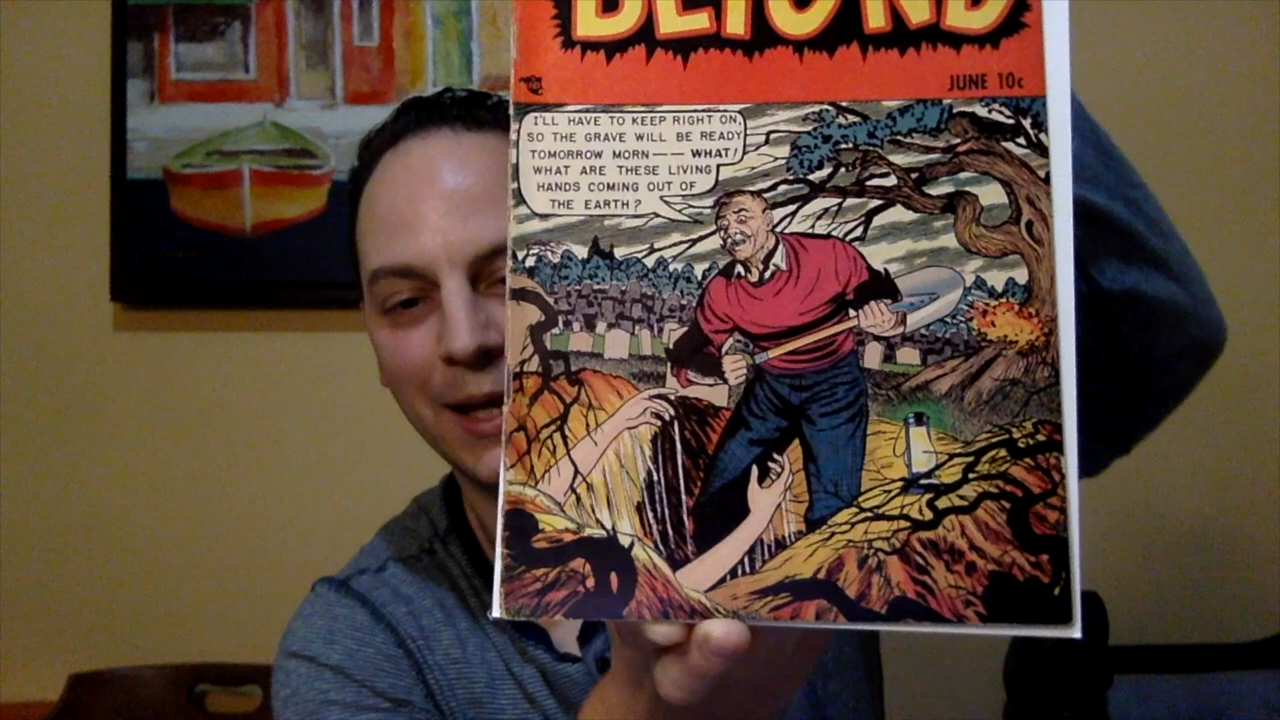 BEYOND
JUNE 10c
I'LL HAVE TO KEEP RIGHT ON,
SO THE GRAVE WILL BE READY
TOMORROW MORN -- WHAT!
WHAT ARE THESE LIVING
HANDS COMING OUT OF
THE EARTH?